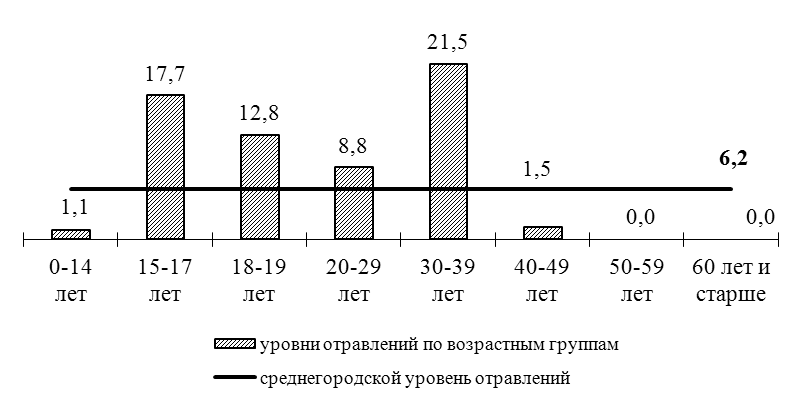 21,5
17,7
12,8
8,8
6,2
1,5
1,1
0,0
0,0
0-14 лет
15-17 лет
18-19 лет
20-29 лет
30-39 лет
40-49 лет
50-59 лет
60 лет и старше
уровни отравлений по возрастным группам
среднегородской уровень отравлений